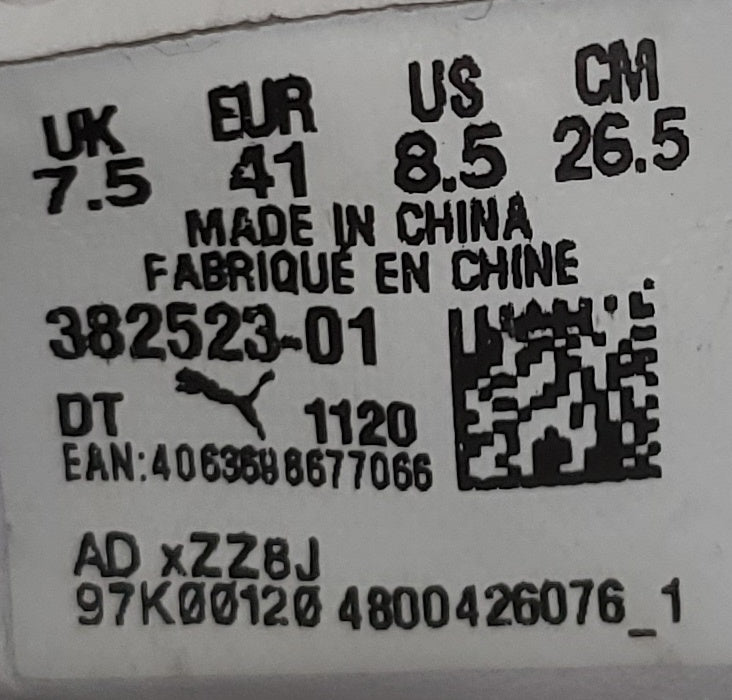 UK EUR US CM
7.5 41 8.5 26.5
MADE IN CHINA
FABRIQUÉ EN CHINE
382523-01
DT 1120
EAN:4063698677066
AD xZZ8J
97K00120 4800426076_1